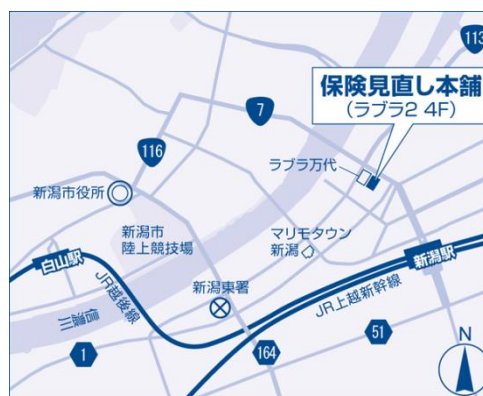 113
保険見直し本舗
(ラブラ2 4F)
7
116
ラブラ万代
新潟市役所
新潟市
陸上競技場
マリモタウン
新潟
白山駅
新潟駅
JR越後線
新潟東署
JR上越新幹線
信濃川
1
164
51
N